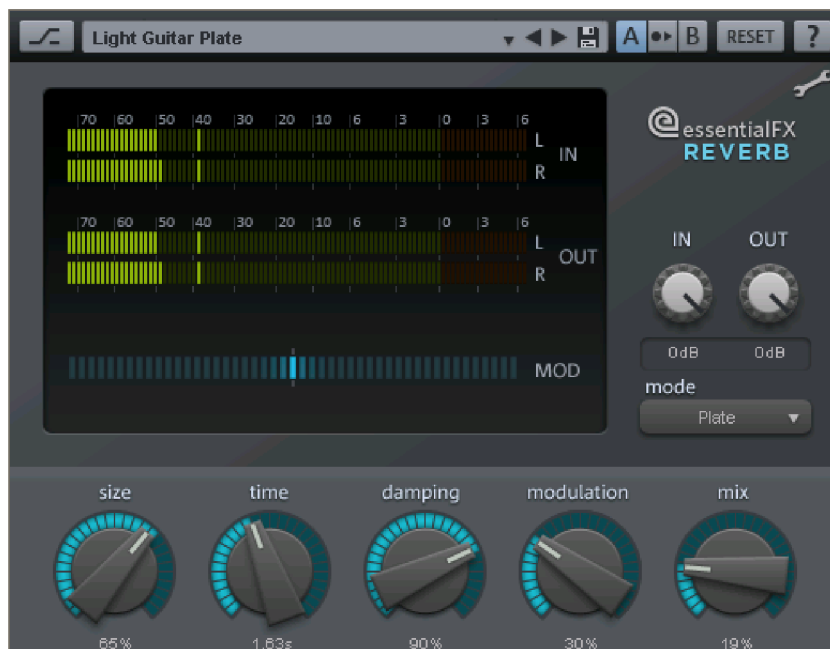 Light Guitar Plate
A B RESET ?
essentialFX
REVERB
70 60 50 40 30 20 10 6 3 0 3 6
L
R
IN
70 60 50 40 30 20 10 6 3 0 3 6
L
R
OUT
MOD
IN OUT
0dB 0dB
mode
Plate
size time damping modulation mix
65% 1.63s 90% 30% 19%